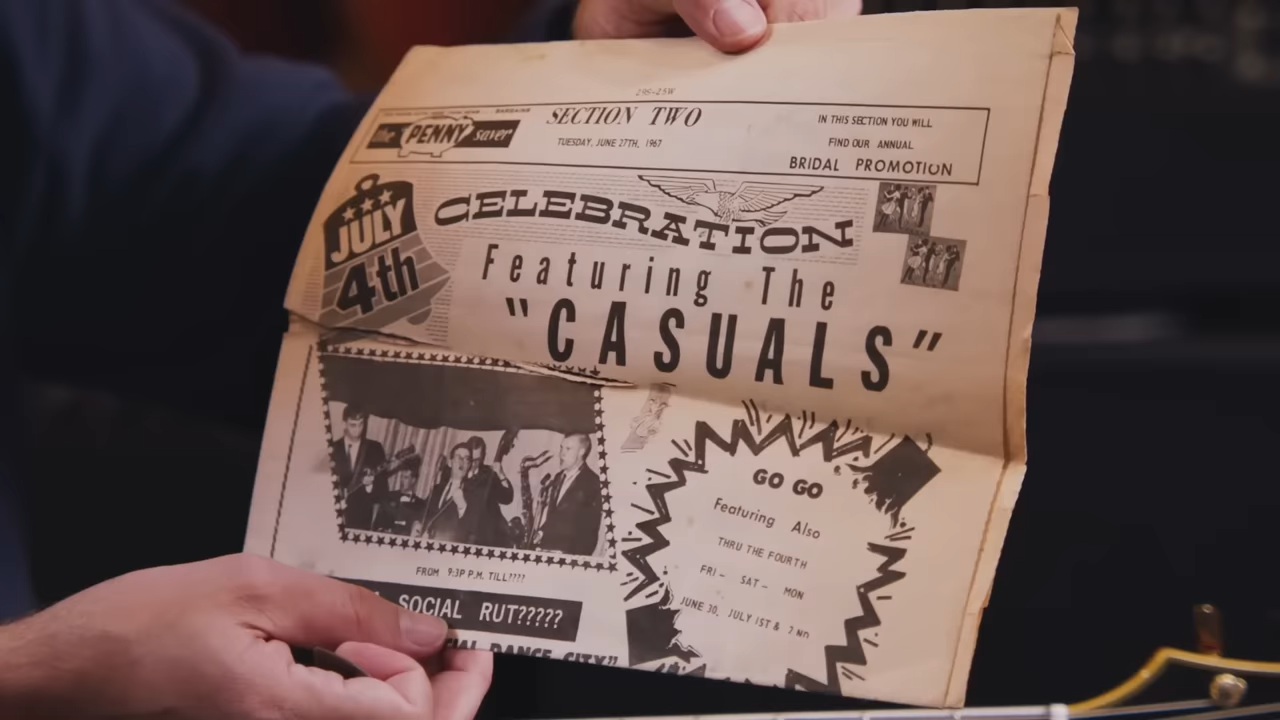 the PENNY saver
SECTION TWO
TUESDAY, JUNE 27TH, 1967
IN THIS SECTION YOU WILL
FIND OUR ANNUAL
BRIDAL PROMOTION
JULY
4th
CELEBRATION
Featuring The
"CASUALS"
FROM 9:3P P.M. TILL????
SOCIAL RUT?????
DANCE CITY"
GO GO
Featuring Also
THRU THE FOURTH
FRI - SAT - MON
JUNE 30, JULY 1ST & 2ND